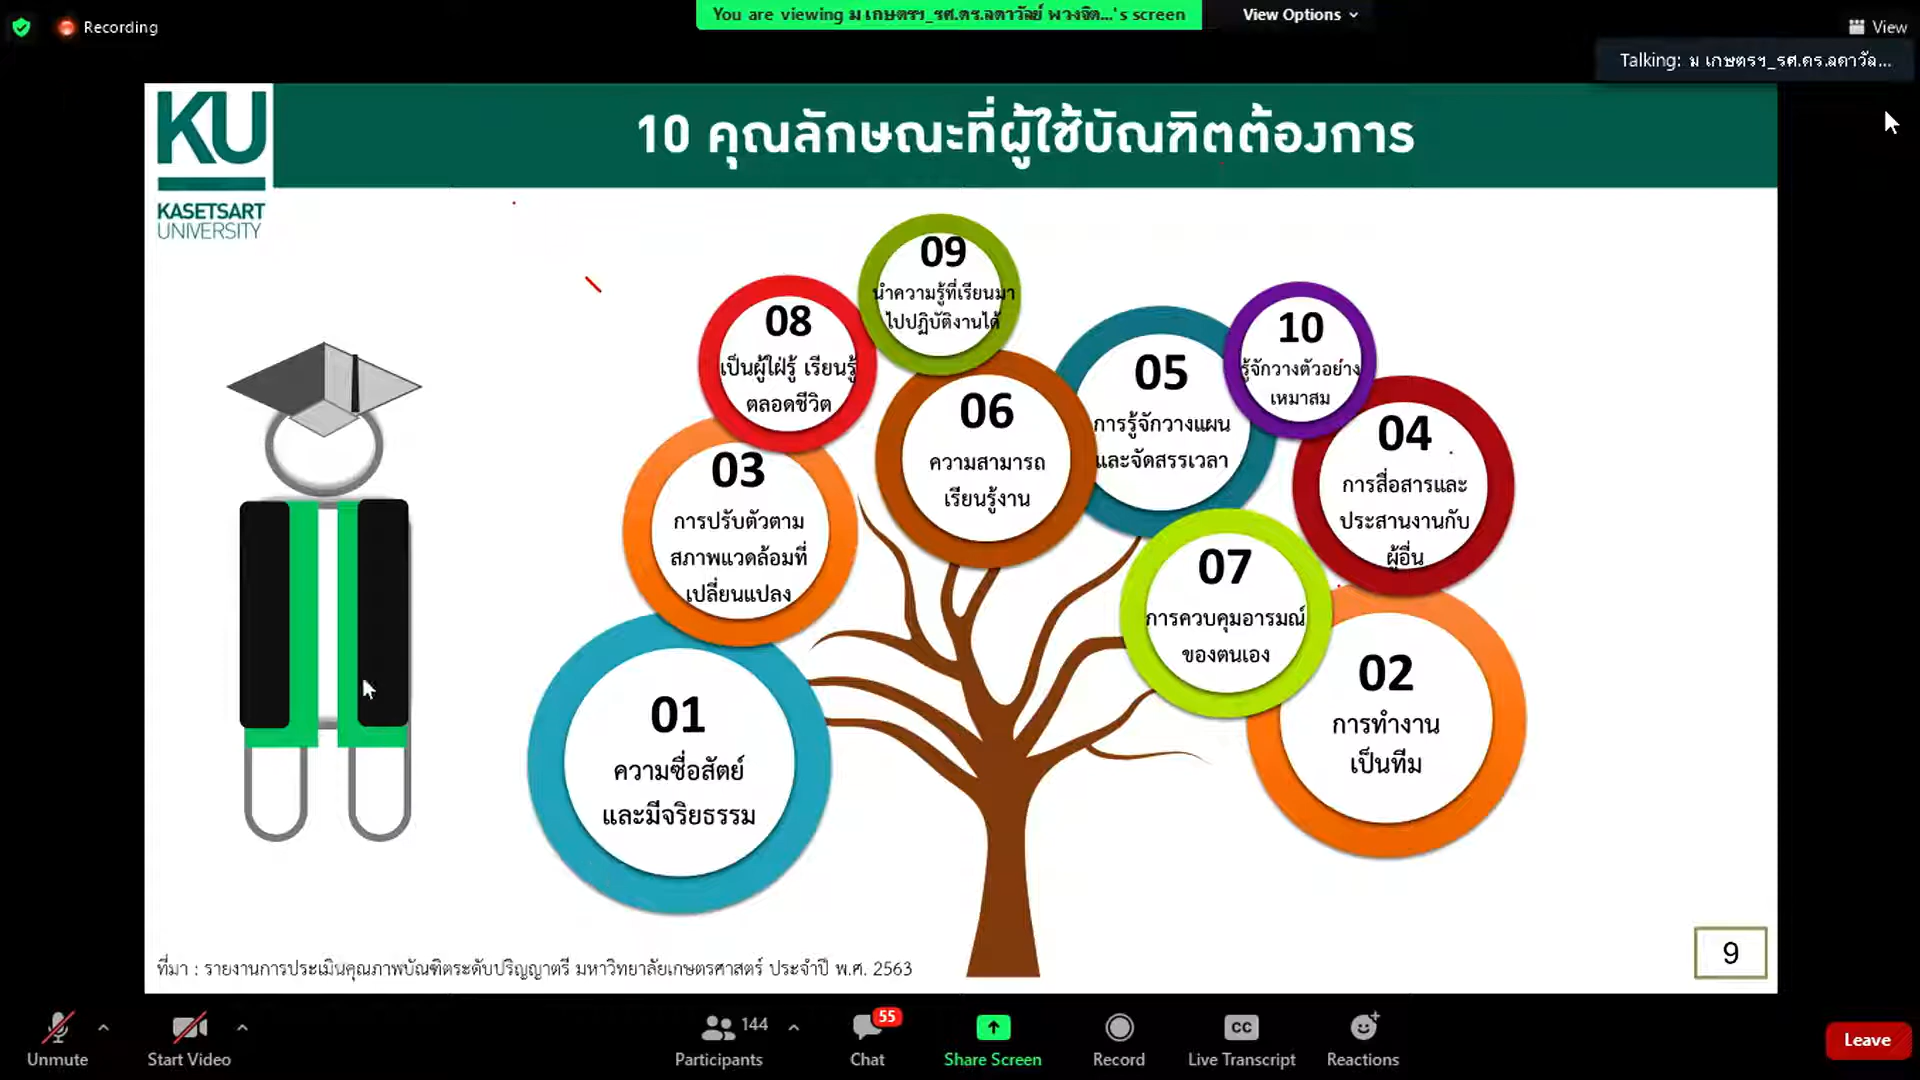 Recording
You are viewing ม เกษตรฯ_รศ.ดร.ลดาวัลย์ พวงจิต...'s screen
View Options
View
Talking: ม เกษตรฯ_รศ.ดร.ลดาวัล...
KU
KASETSART
UNIVERSITY
10 คุณลักษณะที่ผู้ใช้บัณฑิตต้องการ
09
นำความรู้ที่เรียนมา
ไปปฏิบัติงานได้
08
เป็นผู้ใฝ่รู้ เรียนรู้
ตลอดชีวิต
10
รู้จักวางตัวอย่าง
เหมาสม
05
การรู้จักวางแผน
และจัดสรรเวลา
06
ความสามารถ
เรียนรู้งาน
04
การสื่อสารและ
ประสานงานกับ
ผู้อื่น
03
การปรับตัวตาม
สภาพแวดล้อมที่
เปลี่ยนแปลง
07
การควบคุมอารมณ์
ของตนเอง
02
การทำงาน
เป็นทีม
01
ความซื่อสัตย์
และมีจริยธรรม
ที่มา : รายงานการประเมินคุณภาพบัณฑิตระดับปริญญาตรี มหาวิทยาลัยเกษตรศาสตร์ ประจำปี พ.ศ. 2563
9
Unmute
Start Video
144
Participants
55
Chat
Share Screen
Record
CC
Live Transcript
Reactions
Leave